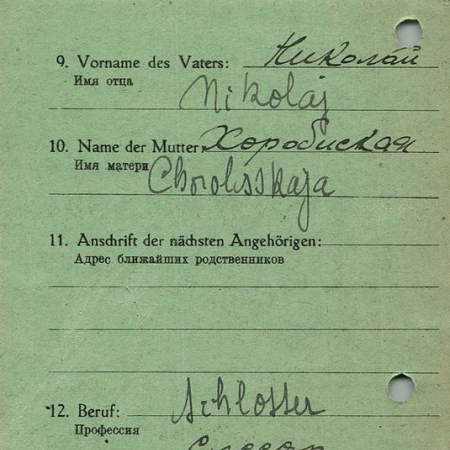 9. Vorname des Vaters: Николай
Имя отца
Nikolaj
10. Name der Mutter Хоробиская
Имя матери Chorobsskaja
11. Anschrift der nächsten Angehörigen:
Адрес ближайших родственников
12. Beruf: Schlosser
Профессия